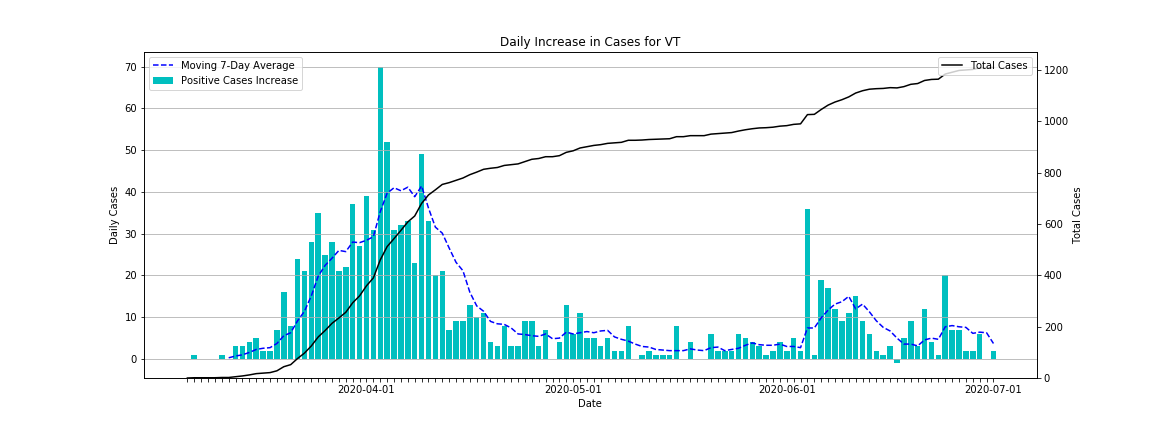 Daily Increase in Cases for VT
Moving 7-Day Average
Positive Cases Increase
Total Cases
70
60
50
40
30
20
10
0
Daily Cases
1200
1000
800
600
400
200
0
Total Cases
2020-04-01
2020-05-01
2020-06-01
2020-07-01
Date